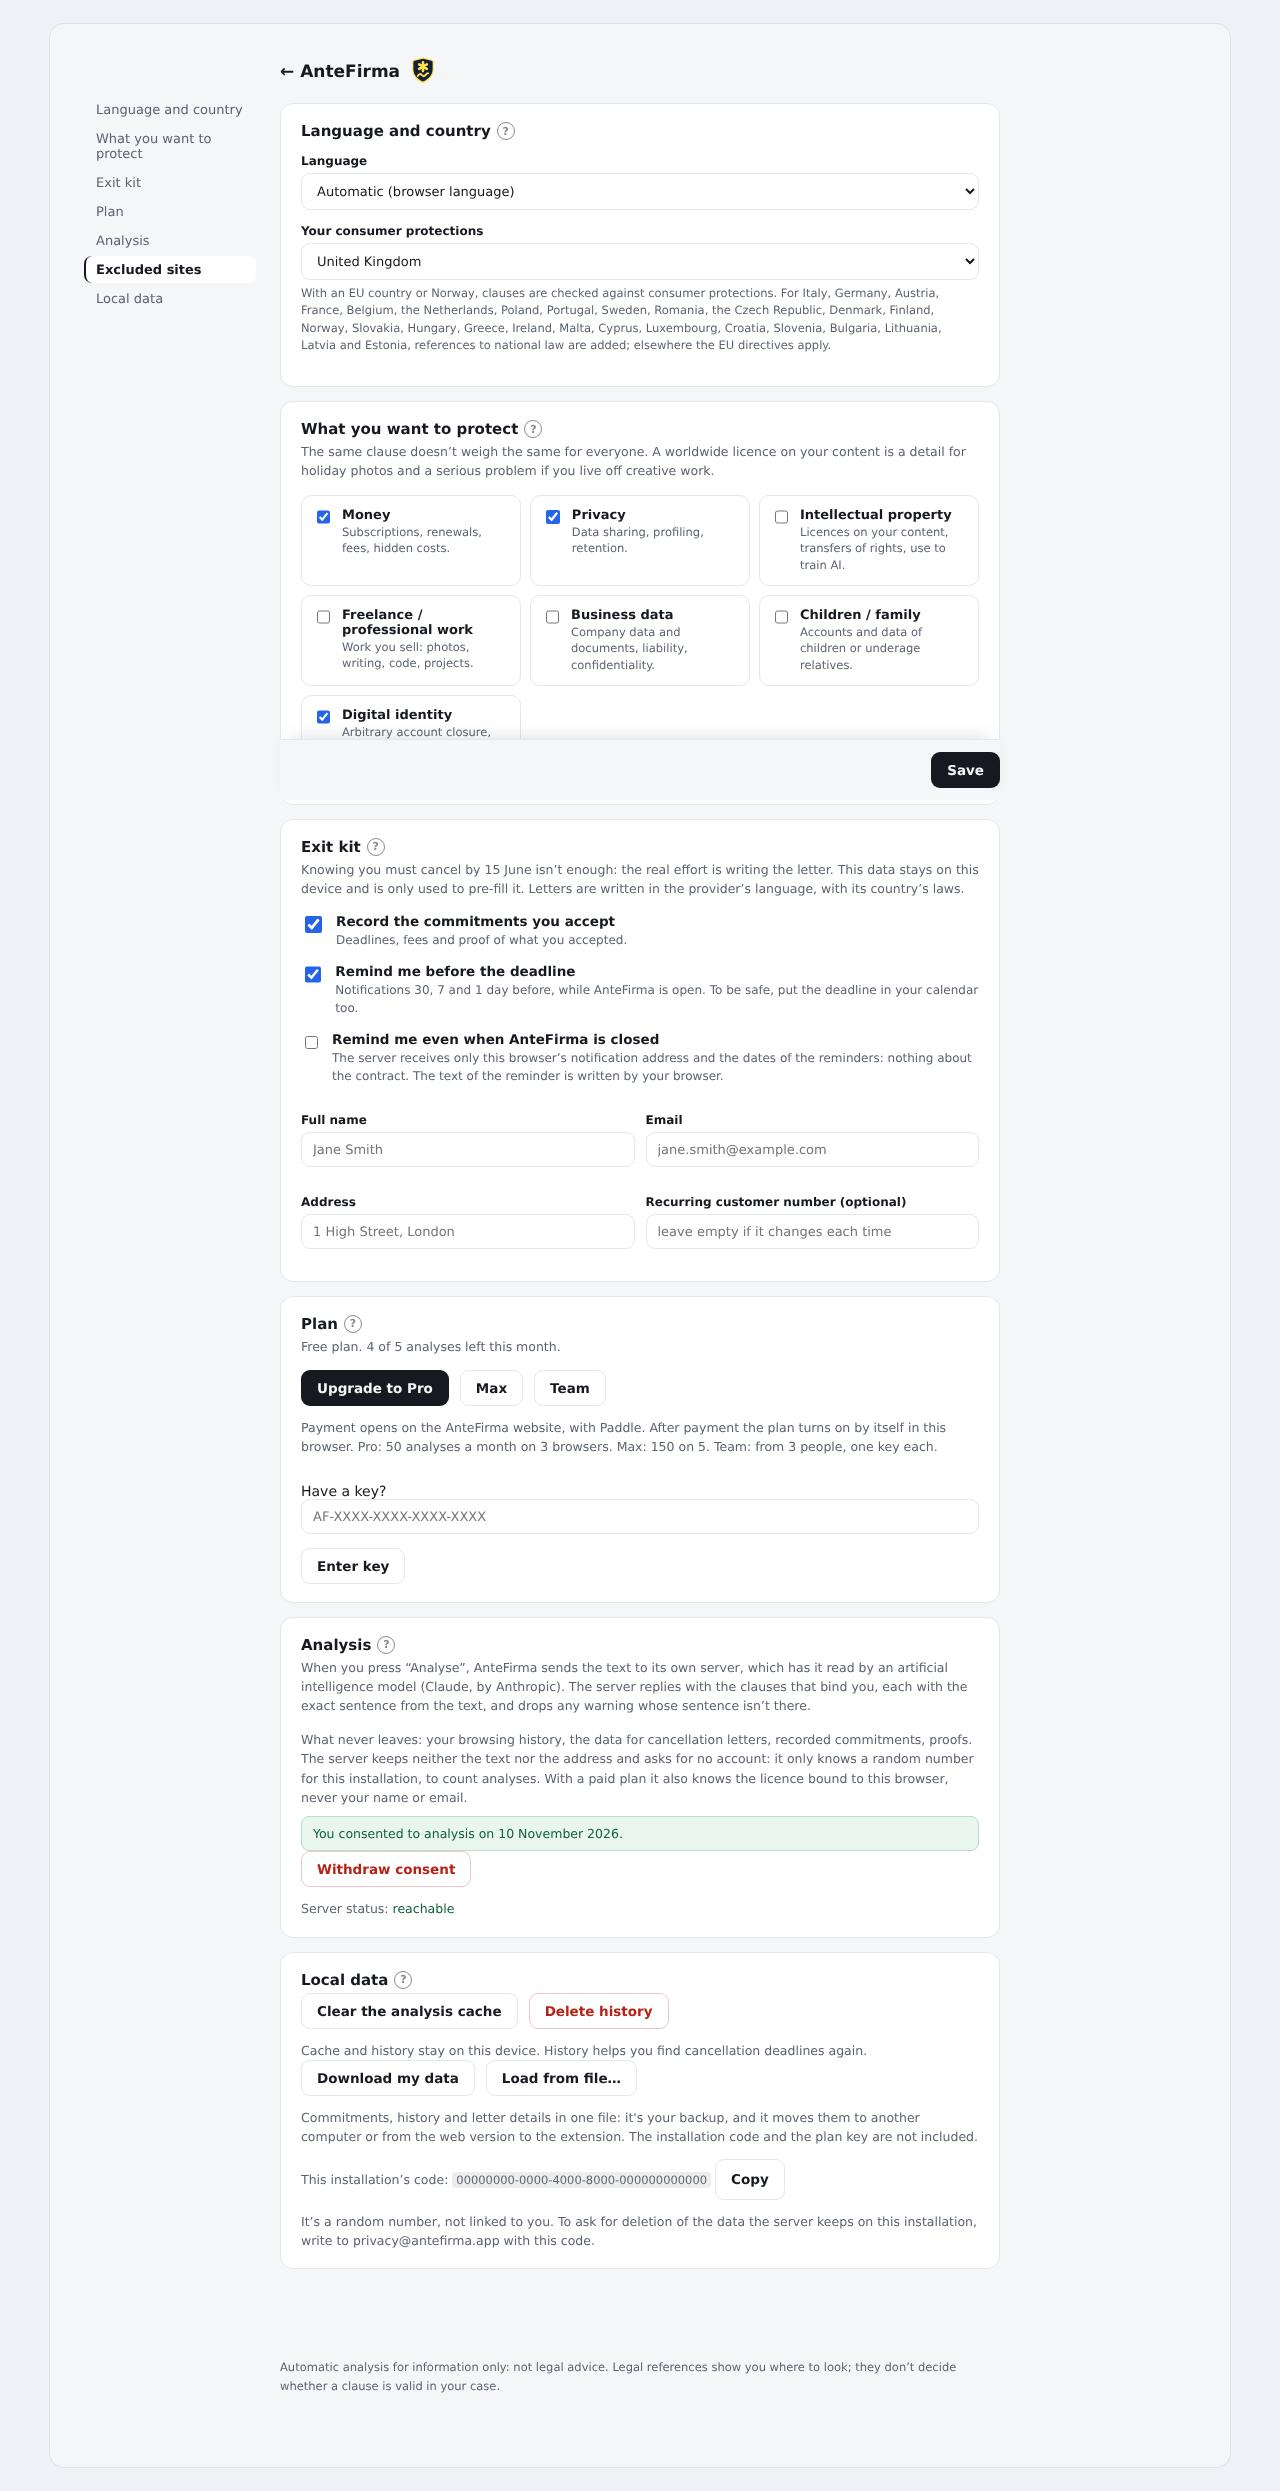 ← AnteFirma
Language and country
What you want to
protect
Exit kit
Plan
Analysis
Excluded sites
Local data
Language and country ?
Language
Automatic (browser language)
Your consumer protections
United Kingdom
With an EU country or Norway, clauses are checked against consumer protections. For Italy, Germany, Austria,
France, Belgium, the Netherlands, Poland, Portugal, Sweden, Romania, the Czech Republic, Denmark, Finland,
Norway, Slovakia, Hungary, Greece, Ireland, Malta, Cyprus, Luxembourg, Croatia, Slovenia, Bulgaria, Lithuania,
Latvia and Estonia, references to national law are added; elsewhere the EU directives apply.
What you want to protect ?
The same clause doesn’t weigh the same for everyone. A worldwide licence on your content is a detail for
holiday photos and a serious problem if you live off creative work.
Money
Subscriptions, renewals,
fees, hidden costs.
Privacy
Data sharing, profiling,
retention.
Intellectual property
Licences on your content,
transfers of rights, use to
train AI.
Freelance /
professional work
Work you sell: photos,
writing, code, projects.
Business data
Company data and
documents, liability,
confidentiality.
Children / family
Accounts and data of
children or underage
relatives.
Digital identity
Arbitrary account closure,
Save
Exit kit ?
Knowing you must cancel by 15 June isn’t enough: the real effort is writing the letter. This data stays on this
device and is only used to pre-fill it. Letters are written in the provider’s language, with its country’s laws.
Record the commitments you accept
Deadlines, fees and proof of what you accepted.
Remind me before the deadline
Notifications 30, 7 and 1 day before, while AnteFirma is open. To be safe, put the deadline in your calendar
too.
Remind me even when AnteFirma is closed
The server receives only this browser’s notification address and the dates of the reminders: nothing about
the contract. The text of the reminder is written by your browser.
Full name
Jane Smith
Email
jane.smith@example.com
Address
1 High Street, London
Recurring customer number (optional)
leave empty if it changes each time
Plan ?
Free plan. 4 of 5 analyses left this month.
Upgrade to Pro
Max
Team
Payment opens on the AnteFirma website, with Paddle. After payment the plan turns on by itself in this
browser. Pro: 50 analyses a month on 3 browsers. Max: 150 on 5. Team: from 3 people, one key each.
Have a key?
AF-XXXX-XXXX-XXXX-XXXX
Enter key
Analysis ?
When you press “Analyse”, AnteFirma sends the text to its own server, which has it read by an artificial
intelligence model (Claude, by Anthropic). The server replies with the clauses that bind you, each with the
exact sentence from the text, and drops any warning whose sentence isn’t there.
What never leaves: your browsing history, the data for cancellation letters, recorded commitments, proofs.
The server keeps neither the text nor the address and asks for no account: it only knows a random number
for this installation, to count analyses. With a paid plan it also knows the licence bound to this browser,
never your name or email.
You consented to analysis on 10 November 2026.
Withdraw consent
Server status: reachable
Local data ?
Clear the analysis cache
Delete history
Cache and history stay on this device. History helps you find cancellation deadlines again.
Download my data
Load from file…
Commitments, history and letter details in one file: it's your backup, and it moves them to another
computer or from the web version to the extension. The installation code and the plan key are not included.
This installation’s code: 00000000-0000-4000-8000-000000000000
Copy
It’s a random number, not linked to you. To ask for deletion of the data the server keeps on this installation,
write to privacy@antefirma.app with this code.
Automatic analysis for information only: not legal advice. Legal references show you where to look; they don’t decide
whether a clause is valid in your case.